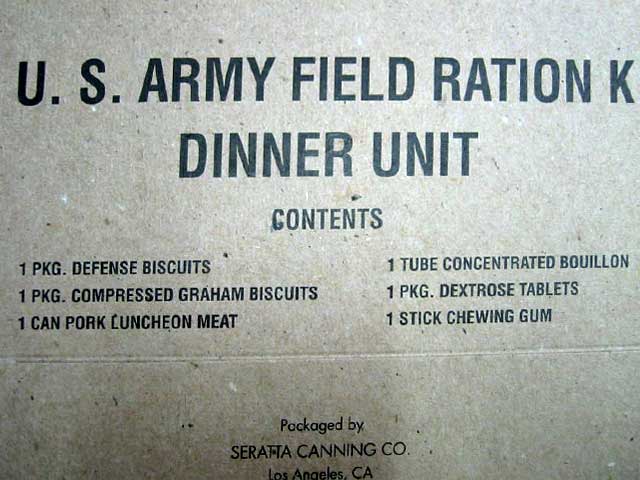 U. S. ARMY FIELD RATION K
DINNER UNIT
CONTENTS
1 PKG. DEFENSE BISCUITS
1 PKG. COMPRESSED GRAHAM BISCUITS
1 CAN PORK LUNCHEON MEAT
1 TUBE CONCENTRATED BOUILLON
1 PKG. DEXTROSE TABLETS
1 STICK CHEWING GUM
Packaged by
SERATTA CANNING CO.
Los Angeles, CA